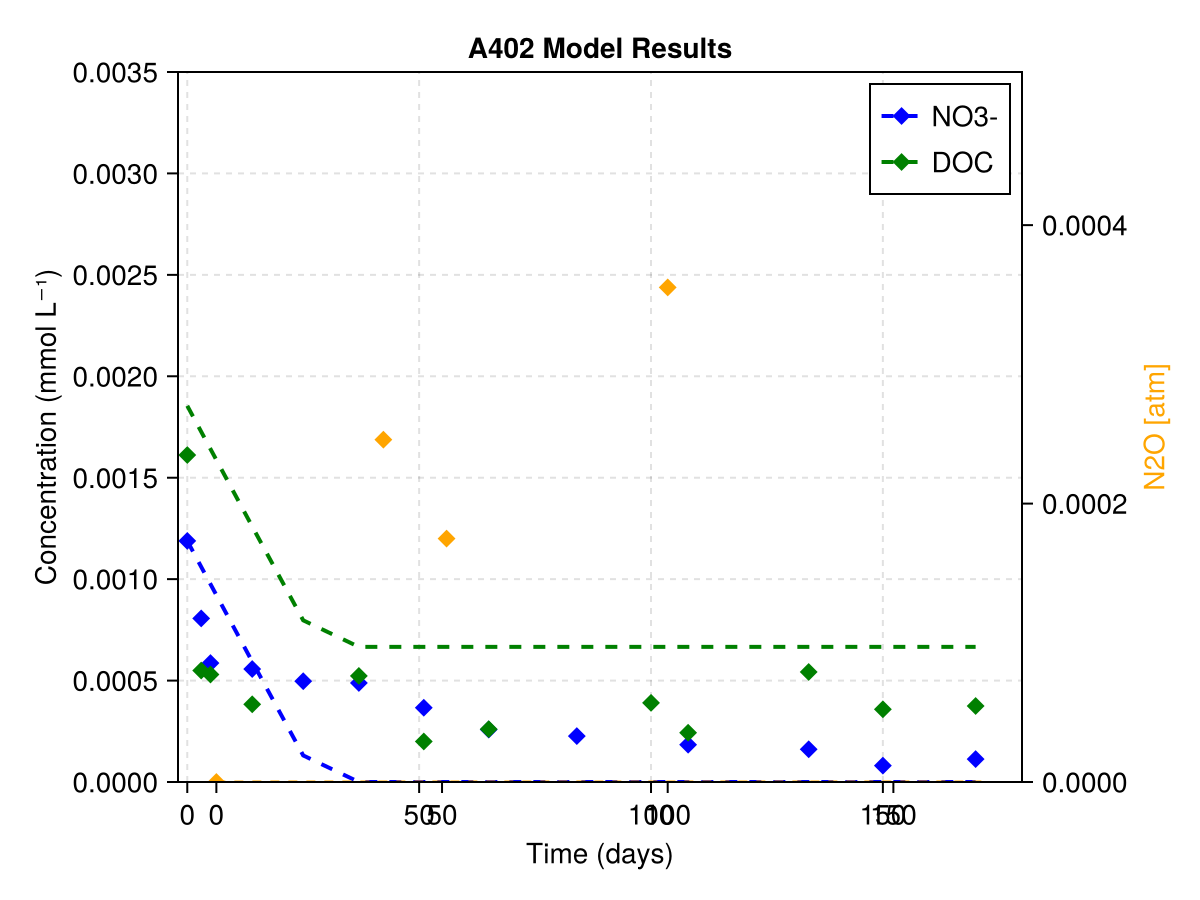 A402 Model Results
0.0035
0.0030
0.0025
0.0020
0.0015
0.0010
0.0005
0.0000
Concentration (mmol L⁻¹)
NO3-
DOC
0.0004
0.0002
0.0000
N2O [atm]
0 0 50 50 100 100 150 150
Time (days)